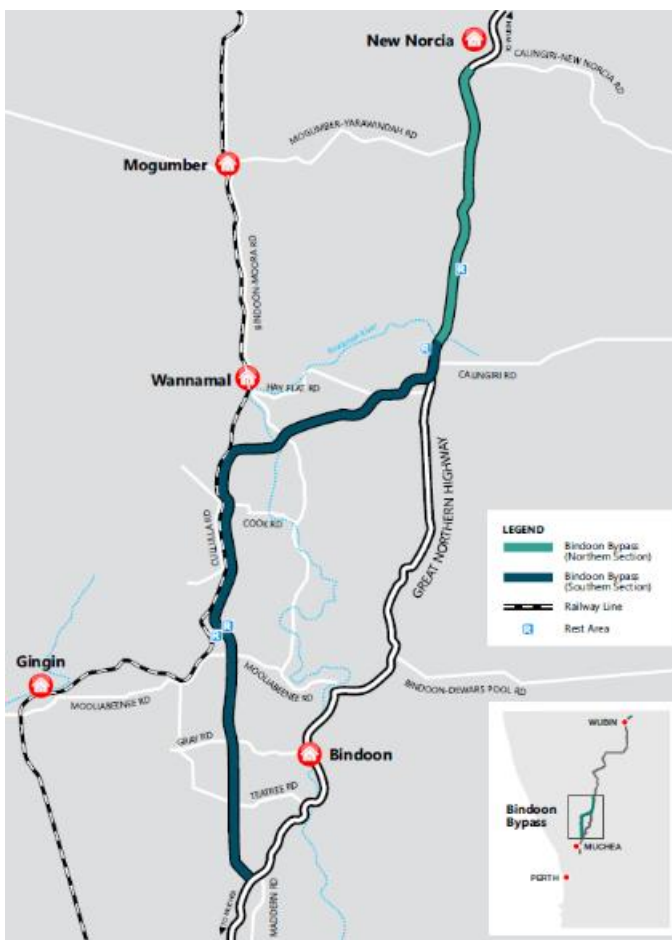 New Norcia
CALINGIRI-NEW NORCIA RD
MOGUMBER-YARAWINDAH RD
Mogumber
BINDOON-MOORA RD
Wannamal
HAY FLAT RD
CALINGIRI RD
COOK RD
GREAT NORTHERN HIGHWAY
LEGEND
Bindoon Bypass
(Northern Section)
Bindoon Bypass
(Southern Section)
Railway Line
R
Rest Area
Gingin
MOOLIABEENEE RD
MOOLIABEENEE RD
BINDOON-DEWARS POOL RD
GRAY RD
Bindoon
TEATREE RD
MADDERN RD
TO MUCHEA
WUBIN
Bindoon
Bypass
MUCHEA
PERTH